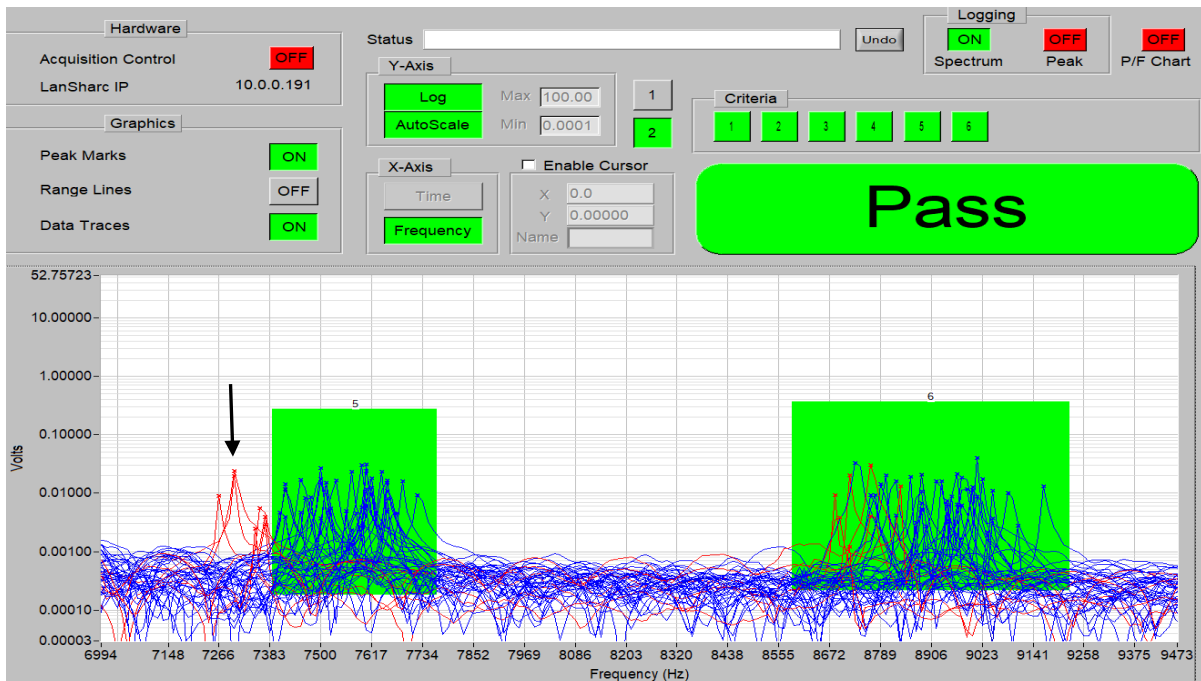 Hardware
Acquisition Control OFF
LanSharc IP 10.0.0.191
Graphics
Peak Marks ON
Range Lines OFF
Data Traces ON
Status Undo
Y-Axis
Log Max 100.00
AutoScale Min 0.0001
1
2
X-Axis
Time
Frequency
Enable Cursor
X 0.0
Y 0.00000
Name
Logging
ON OFF OFF
Spectrum Peak P/F Chart
Criteria
1 2 3 4 5 6
Pass
52.75723
10.00000
1.00000
0.10000
0.01000
0.00100
0.00010
0.00003
Volts
5
6
6994 7148 7266 7383 7500 7617 7734 7852 7969 8086 8203 8320 8438 8555 8672 8789 8906 9023 9141 9258 9375 9473
Frequency (Hz)